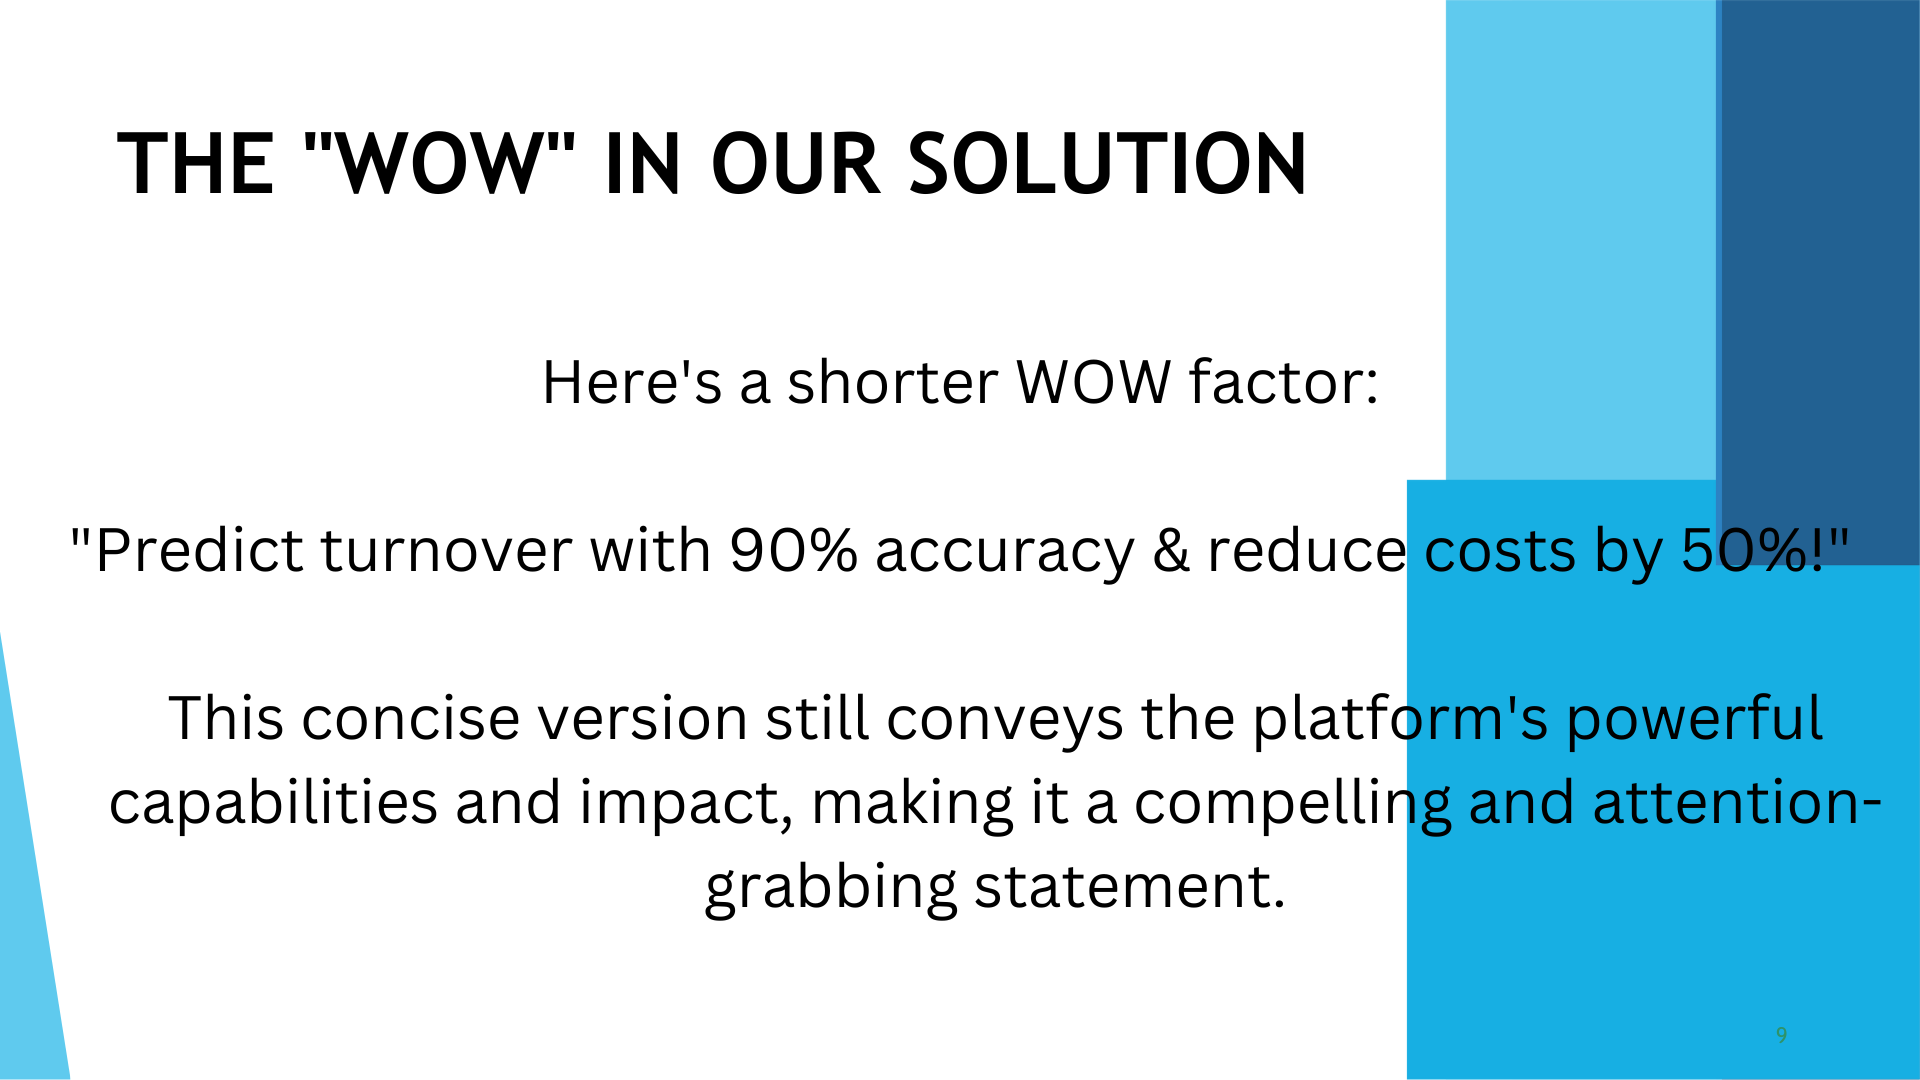 THE "WOW" IN OUR SOLUTION
Here's a shorter WOW factor:
"Predict turnover with 90% accuracy & reduce costs by 50%!"
This concise version still conveys the platform's powerful
capabilities and impact, making it a compelling and attention-
grabbing statement.
9